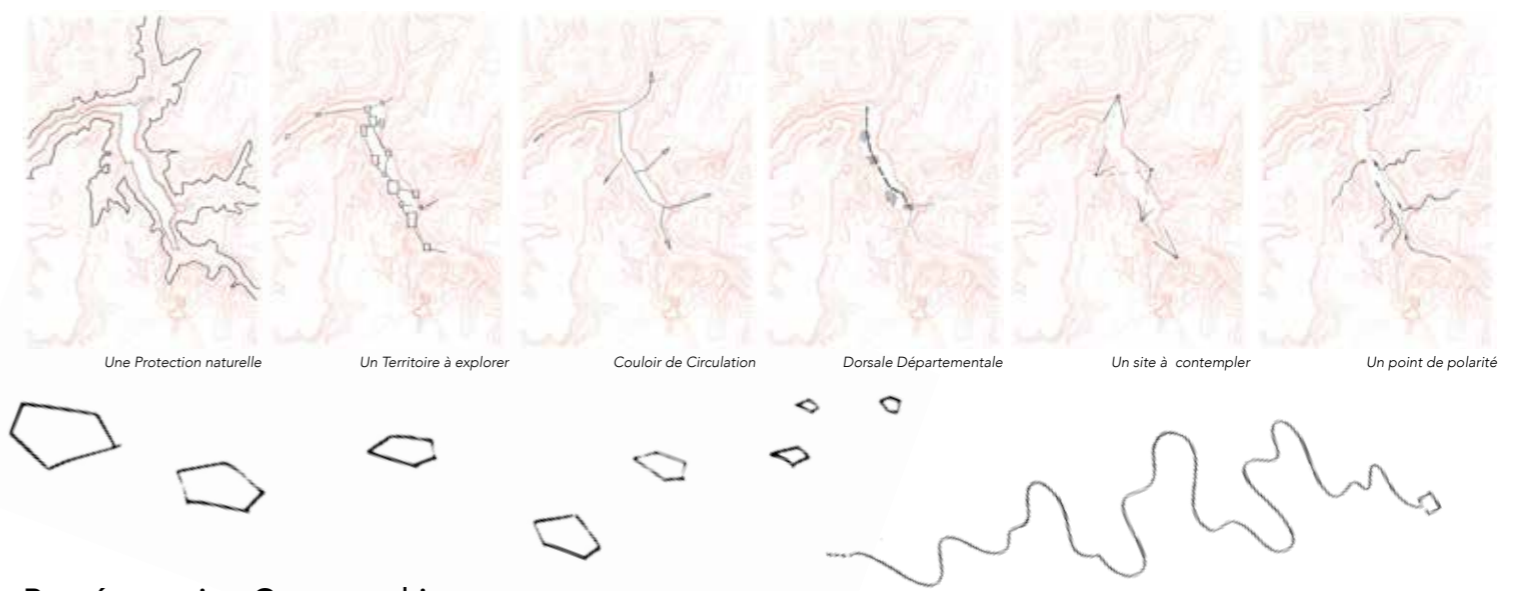 Une Protection naturelle
Un Territoire à explorer
Couloir de Circulation
Dorsale Départementale
Un site à contempler
Un point de polarité